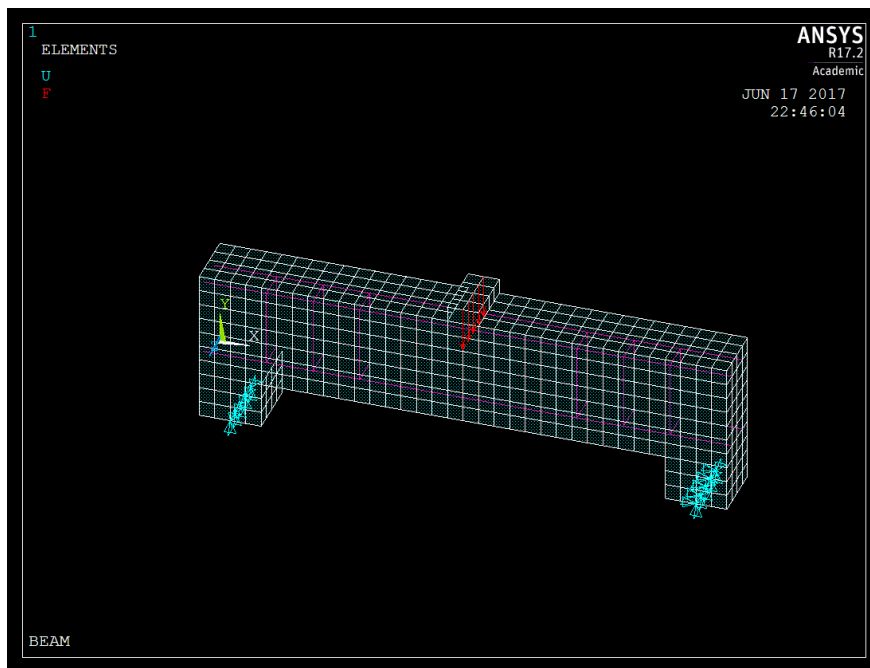 1
ELEMENTS
U
F
ANSYS
R17.2
Academic
JUN 17 2017
22:46:04
Y
X
BEAM